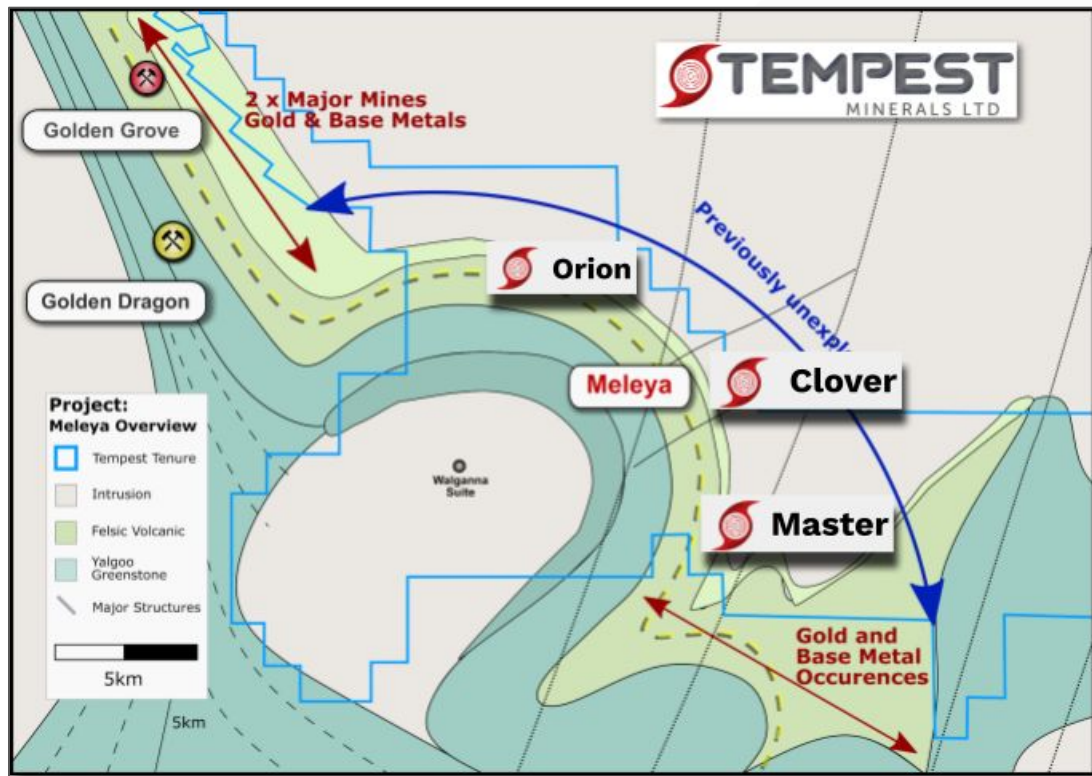 TEMPEST
MINERALS LTD
2 x Major Mines
Gold & Base Metals
Golden Grove
Golden Dragon
Previously
Orion
Meleya
Clover
Master
Walganna
Suite
Gold and
Base Metal
Occurences
Project:
Meleya Overview
Tempest Tenure
Intrusion
Felsic Volcanic
Yalgoo
Greenstone
Major Structures
5km
5km